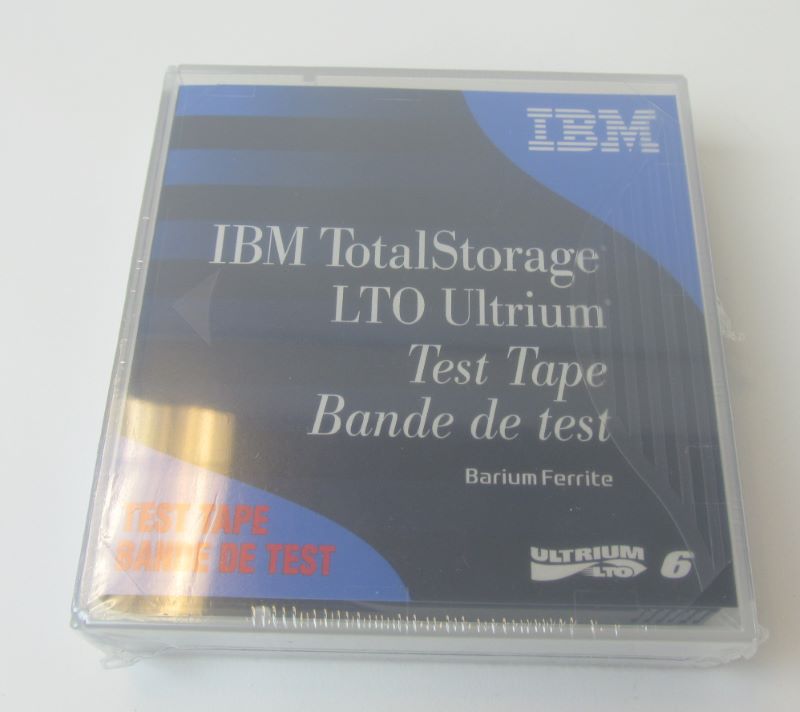 IBM
IBM TotalStorage®
LTO Ultrium®
Test Tape
Bande de test
Barium Ferrite
TEST TAPE
BANDE DE TEST
ULTRIUM
LTO
6